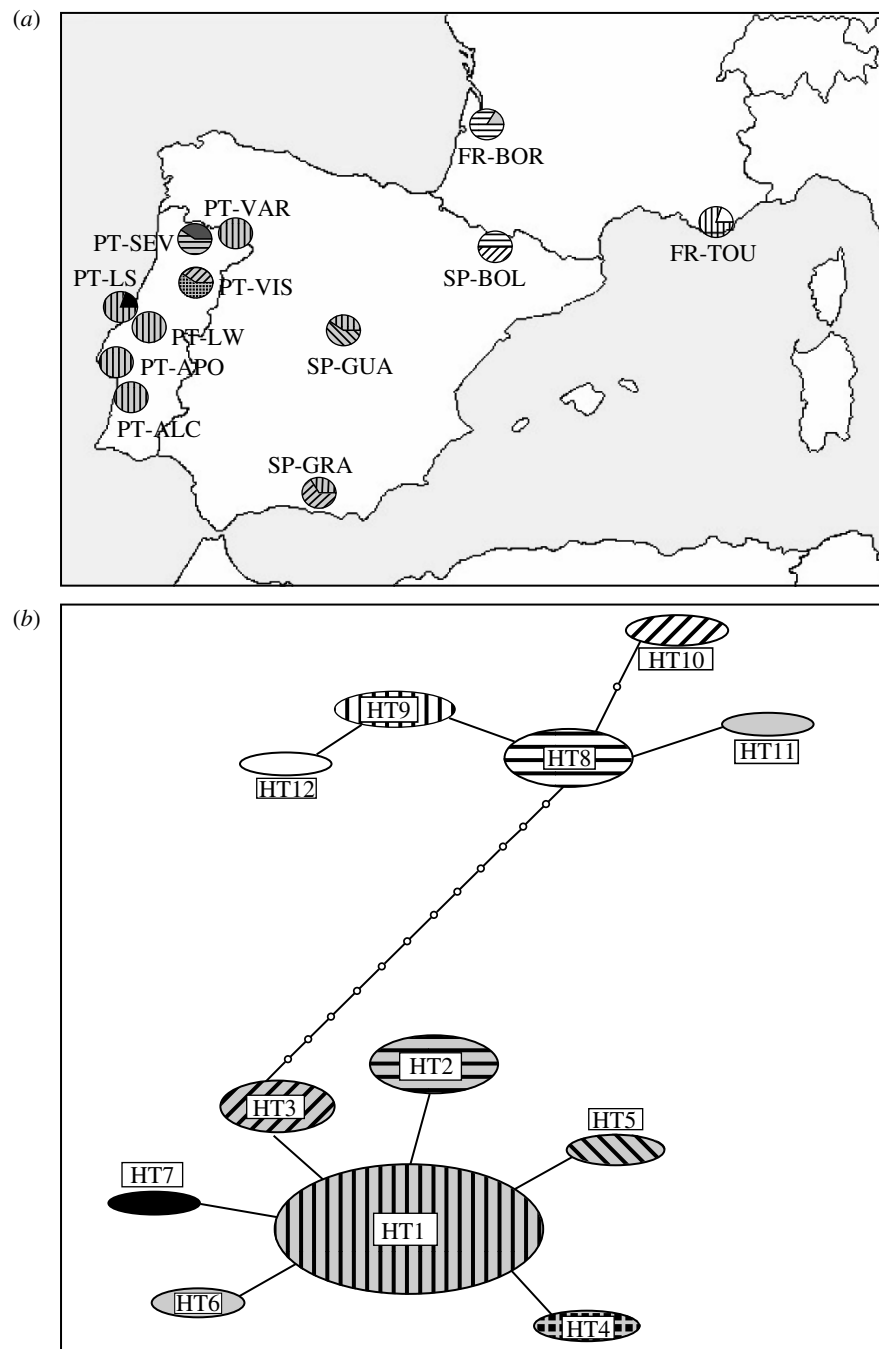 (a)
FR-BOR
PT-VAR
PT-SEV
FR-TOU
SP-BOL
PT-LS
PT-VIS
PT-LW
SP-GUA
PT-APO
PT-ALC
SP-GRA
(b)
HT10
HT9
HT11
HT8
HT12
HT2
HT3
HT5
HT7
HT1
HT6
HT4